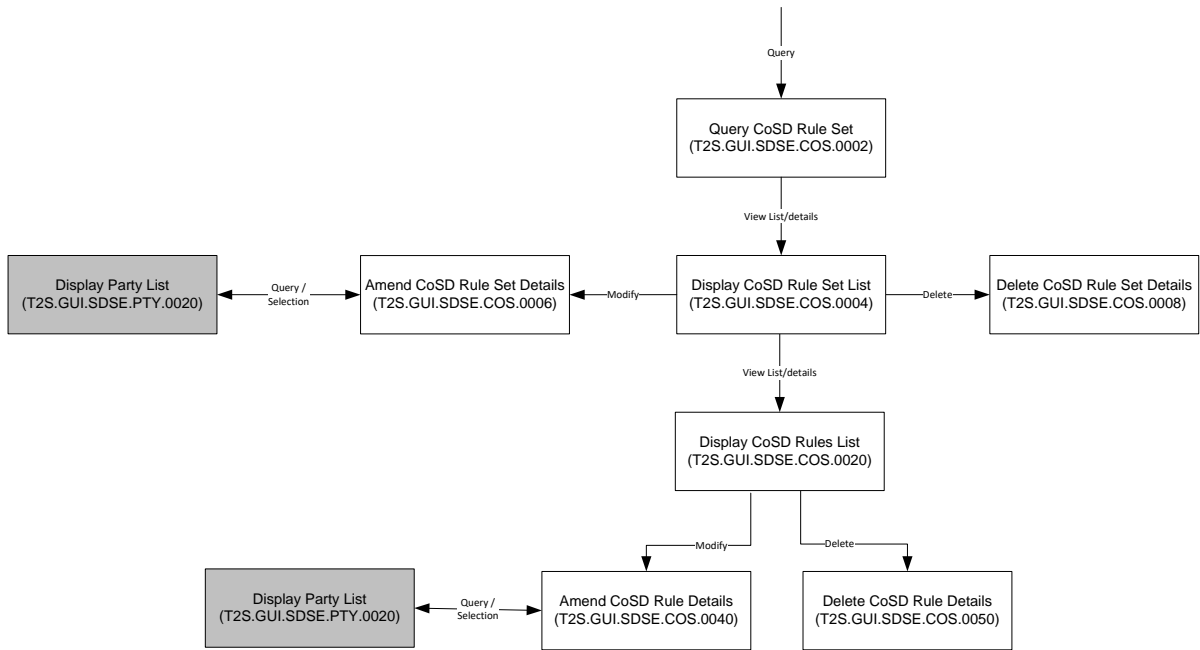 Query
Query CoSD Rule Set
(T2S.GUI.SDSE.COS.0002)
View List/details
Display Party List
(T2S.GUI.SDSE.PTY.0020)
Query /
Selection
Amend CoSD Rule Set Details
(T2S.GUI.SDSE.COS.0006)
Modify
Display CoSD Rule Set List
(T2S.GUI.SDSE.COS.0004)
Delete
Delete CoSD Rule Set Details
(T2S.GUI.SDSE.COS.0008)
View List/details
Display CoSD Rules List
(T2S.GUI.SDSE.COS.0020)
Modify
Delete
Display Party List
(T2S.GUI.SDSE.PTY.0020)
Query /
Selection
Amend CoSD Rule Details
(T2S.GUI.SDSE.COS.0040)
Delete CoSD Rule Details
(T2S.GUI.SDSE.COS.0050)